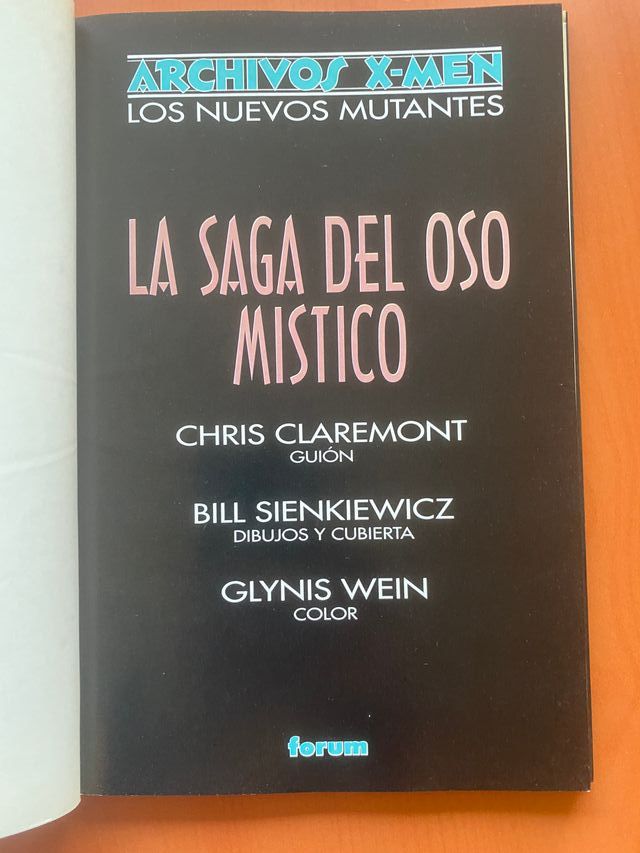 ARCHIVOS X-MEN
LOS NUEVOS MUTANTES
LA SAGA DEL OSO
MISTICO
CHRIS CLAREMONT
GUIÓN
BILL SIENKIEWICZ
DIBUJOS Y CUBIERTA
GLYNIS WEIN
COLOR
forum